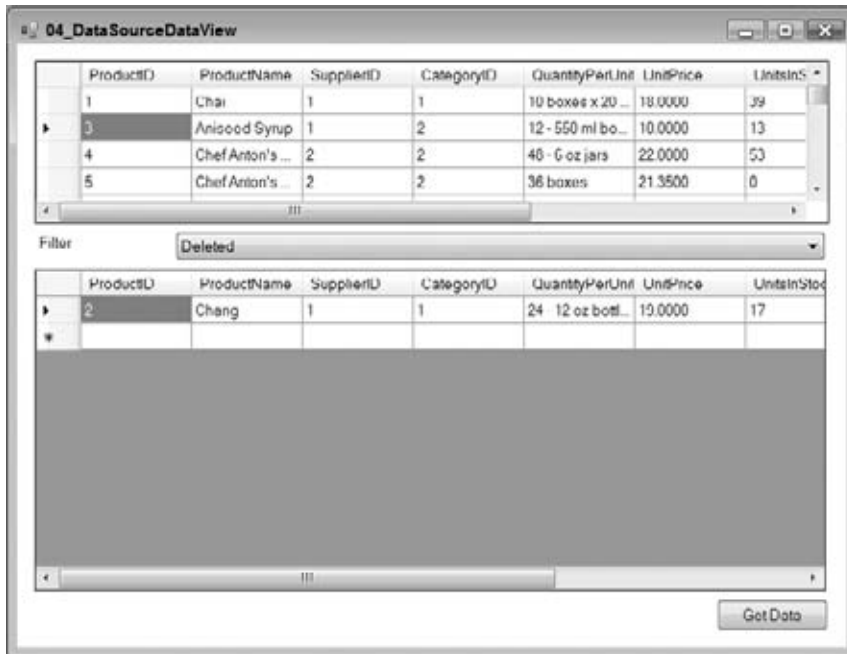 04_DataSourceDataView
ProductID ProductName SupplierID CategoryID QuantityPerUnit UnitPrice UnitsInS
1 Chai 1 1 10 boxes x 20 ... 18.0000 39
3 Aniseed Syrup 1 2 12 - 550 ml bo... 10.0000 13
4 Chef Anton's ... 2 2 48 - 6 oz jars 22.0000 53
5 Chef Anton's ... 2 2 36 boxes 21.3500 0
Filter Deleted
ProductID ProductName SupplierID CategoryID QuantityPerUnit UnitPrice UnitsInStoc
2 Chang 1 1 24 - 12 oz bottl... 19.0000 17
Get Data